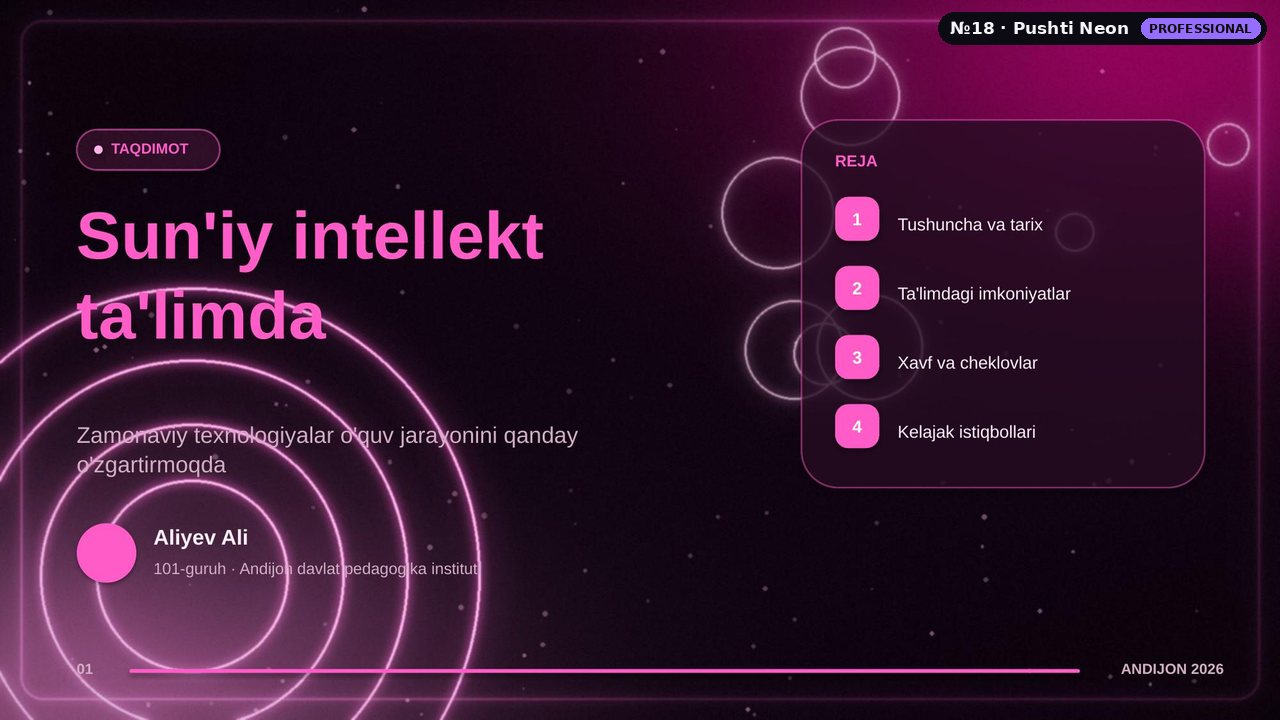 №18 · Pushti Neon PROFESSIONAL
TAQDIMOT
Sun'iy intellekt
ta'limda
Zamonaviy texnologiyalar o'quv jarayonini qanday
o'zgartirmoqda
Aliyev Ali
101-guruh · Andijon davlat pedagogika instituti
REJA
1 Tushuncha va tarix
2 Ta'limdagi imkoniyatlar
3 Xavf va cheklovlar
4 Kelajak istiqbollari
01
ANDIJON 2026